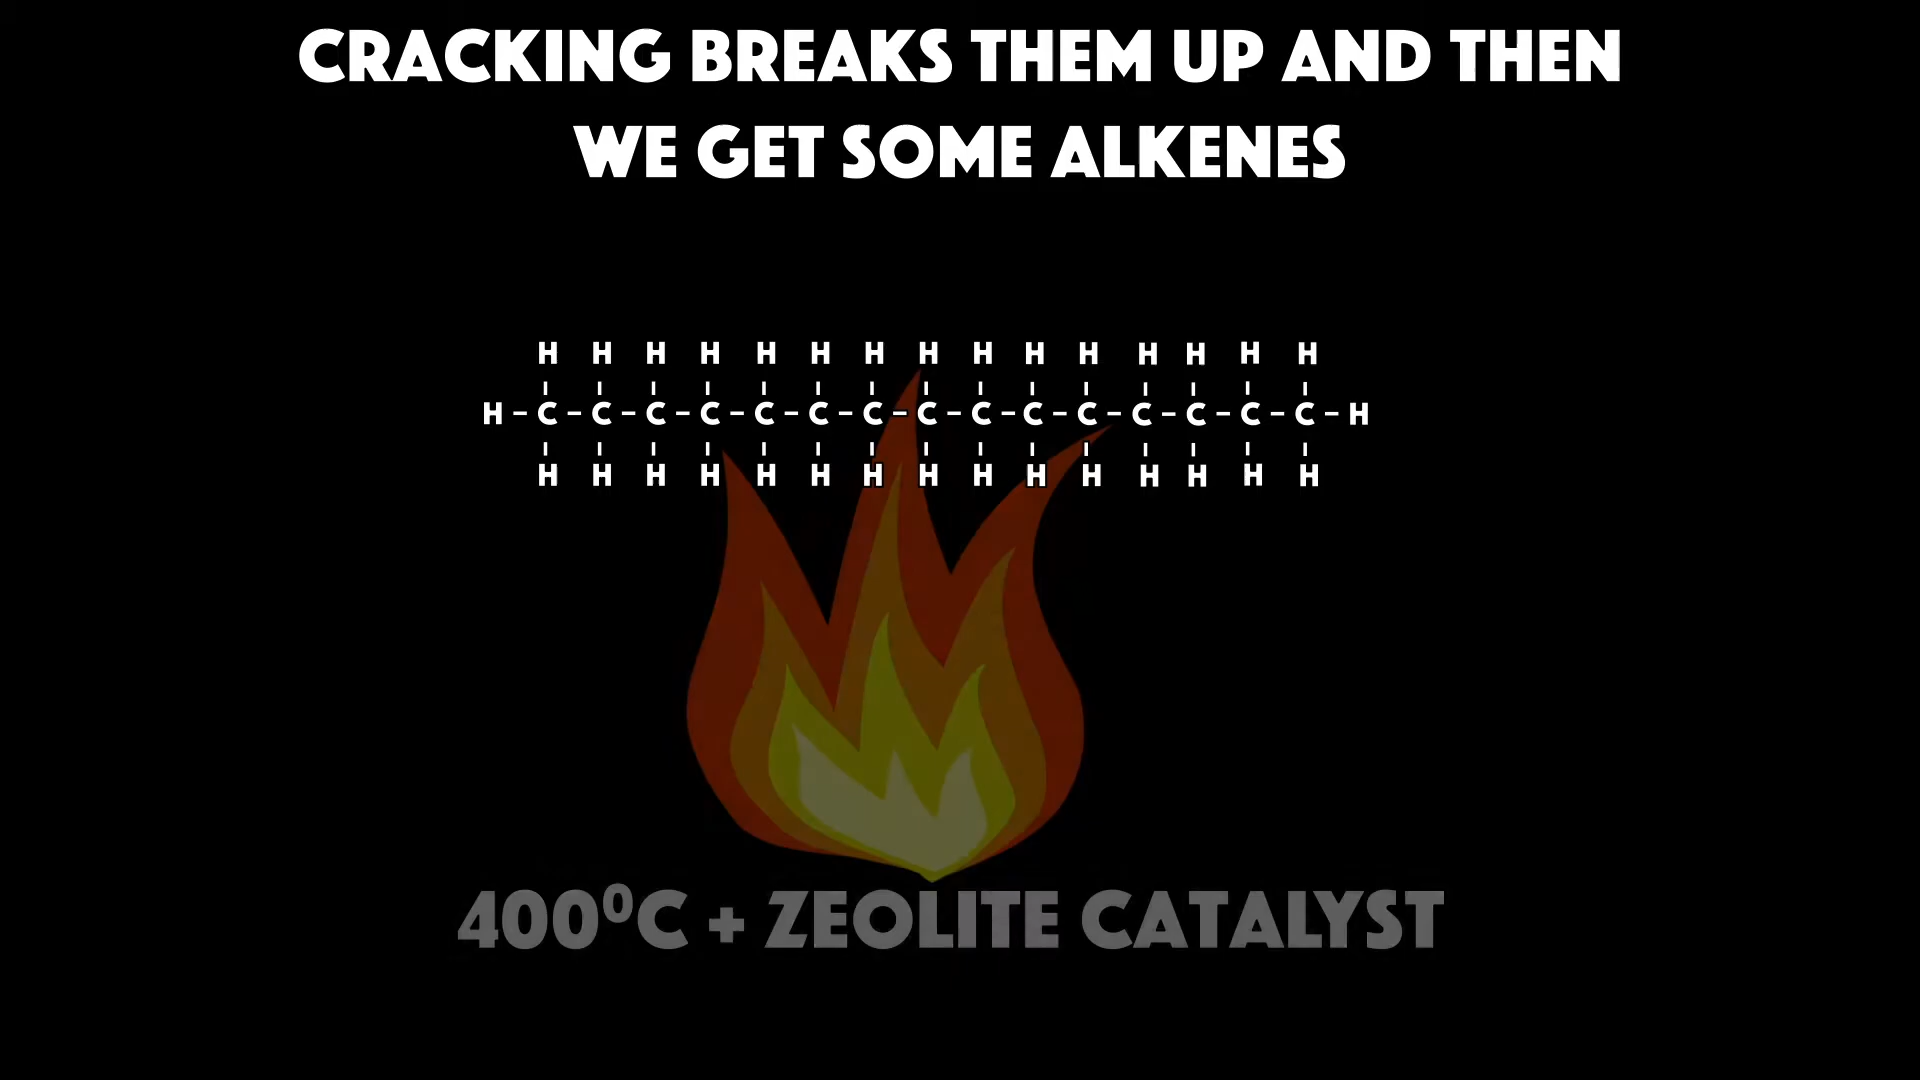 CRACKING BREAKS THEM UP AND THEN
WE GET SOME ALKENES
H H H H H H H H H H H H H H H
H-C-C-C-C-C-C-C-C-C-C-C-C-C-C-C-H
H H H H H H H H H H H H H H H
400⁰C + ZEOLITE CATALYST